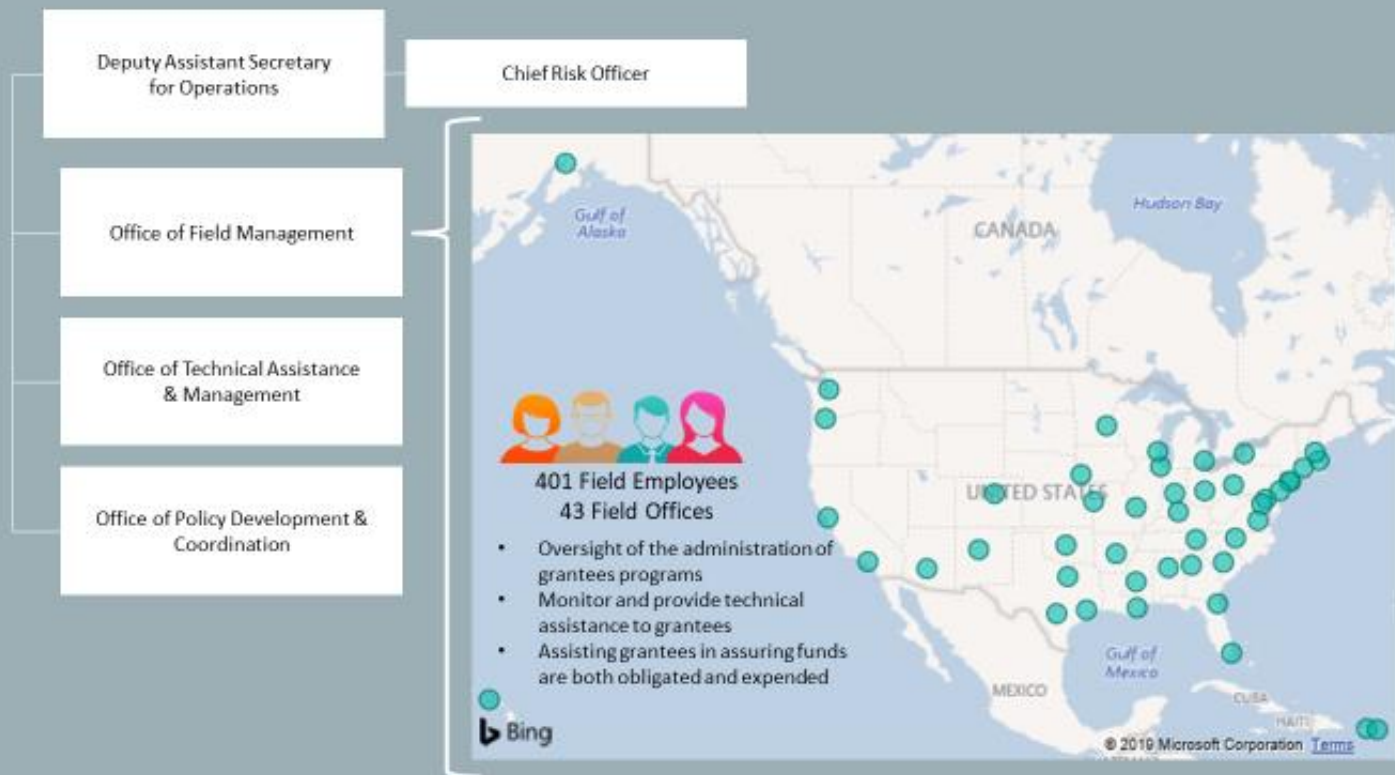 Deputy Assistant Secretary
for Operations
Chief Risk Officer
Office of Field Management
Office of Technical Assistance
& Management
Office of Policy Development &
Coordination
Gulf of
Alaska
CANADA
Hudson Bay
UNITED STATES
401 Field Employees
43 Field Offices
• Oversight of the administration of
grantees programs
• Monitor and provide technical
assistance to grantees
• Assisting grantees in assuring funds
are both obligated and expended
Gulf of
Mexico
MEXICO
CUBA
HAITI
Bing
© 2019 Microsoft Corporation Terms